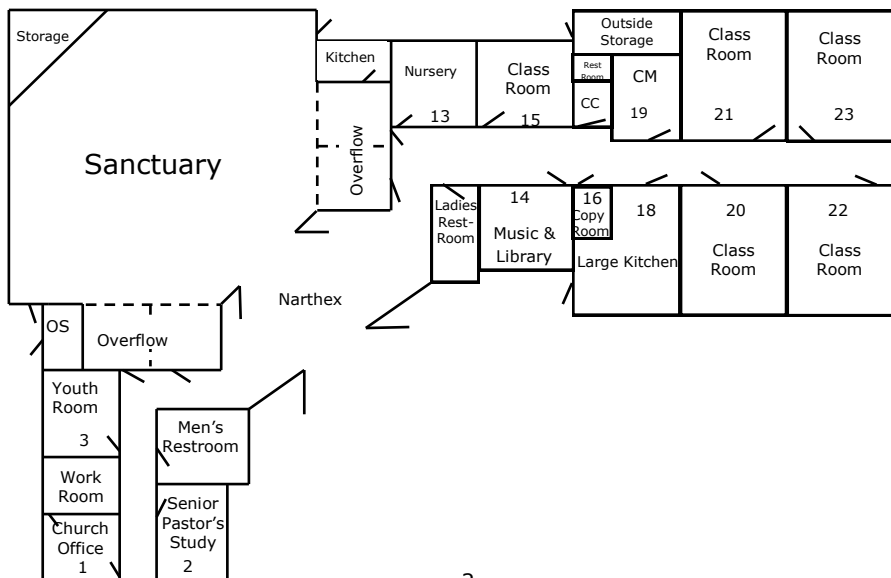 Storage
Sanctuary
Kitchen
Overflow
Nursery
13
Class
Room
15
Outside
Storage
Rest
Room
CC
CM
19
Class
Room
21
Class
Room
23
Ladies
Rest-
Room
14
Music &
Library
16
Copy
Room
18
Large Kitchen
20
Class
Room
22
Class
Room
Narthex
OS
Overflow
Youth
Room
3
Men’s
Restroom
Work
Room
Church
Office
1
Senior
Pastor’s
Study
2